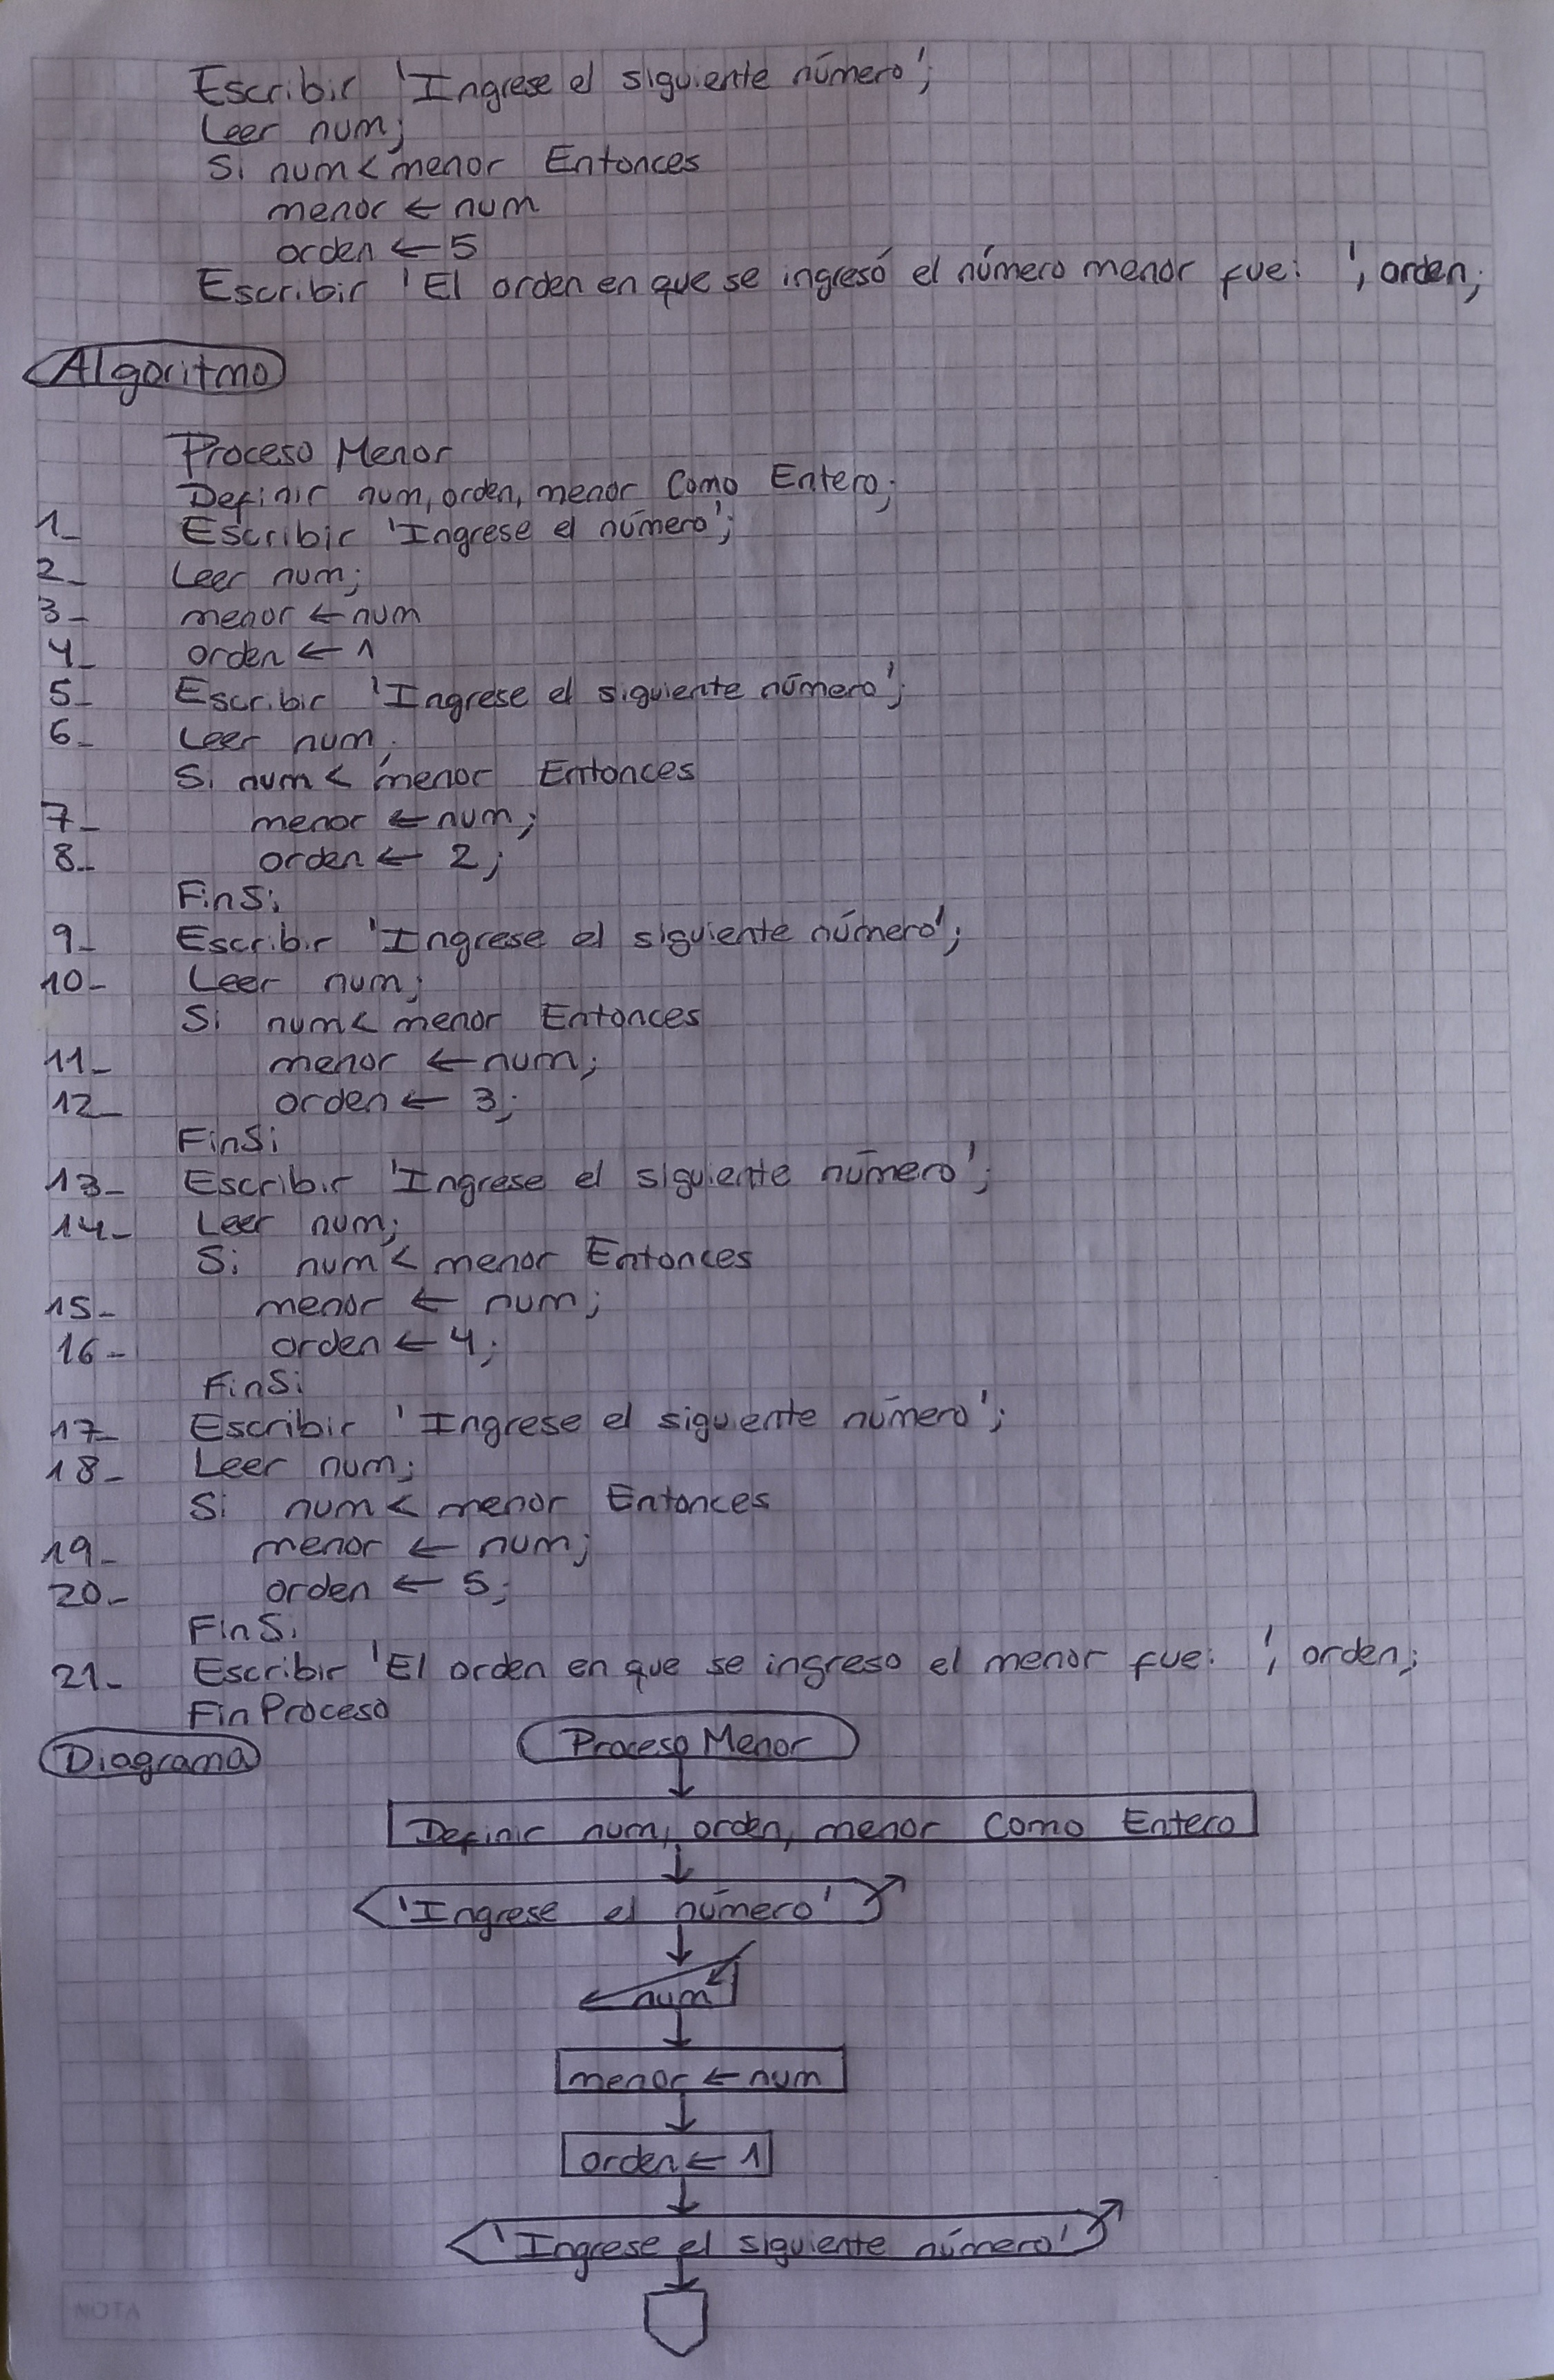 Escribir 'Ingrese el siguiente número';
Leer num;
Si num < menor Entonces
menor ← num
orden ← 5
Escribir 'El orden en que se ingresó el número menor fue: ', orden;
Algoritmo
Proceso Menor
Definir num, orden, menor Como Entero;
1_ Escribir 'Ingrese el número';
2_ Leer num;
3_ menor ← num
4_ orden ← 1
5_ Escribir 'Ingrese el siguiente número';
6_ Leer num;
Si num < menor Entonces
7_ menor ← num;
8_ orden ← 2;
FinSi
9_ Escribir 'Ingrese el siguiente número';
10_ Leer num;
Si num < menor Entonces
11_ menor ← num;
12_ orden ← 3;
FinSi
13_ Escribir 'Ingrese el siguiente número';
14_ Leer num;
Si num < menor Entonces
15_ menor ← num;
16_ orden ← 4;
FinSi
17_ Escribir 'Ingrese el siguiente número';
18_ Leer num;
Si num < menor Entonces
19_ menor ← num;
20_ orden ← 5;
FinSi
21_ Escribir 'El orden en que se ingreso el menor fue: ', orden;
FinProceso
Diagrama
Proceso Menor
Definir num, orden, menor Como Entero
'Ingrese el número'
num
menor ← num
orden ← 1
'Ingrese el siguiente número'
NOTA